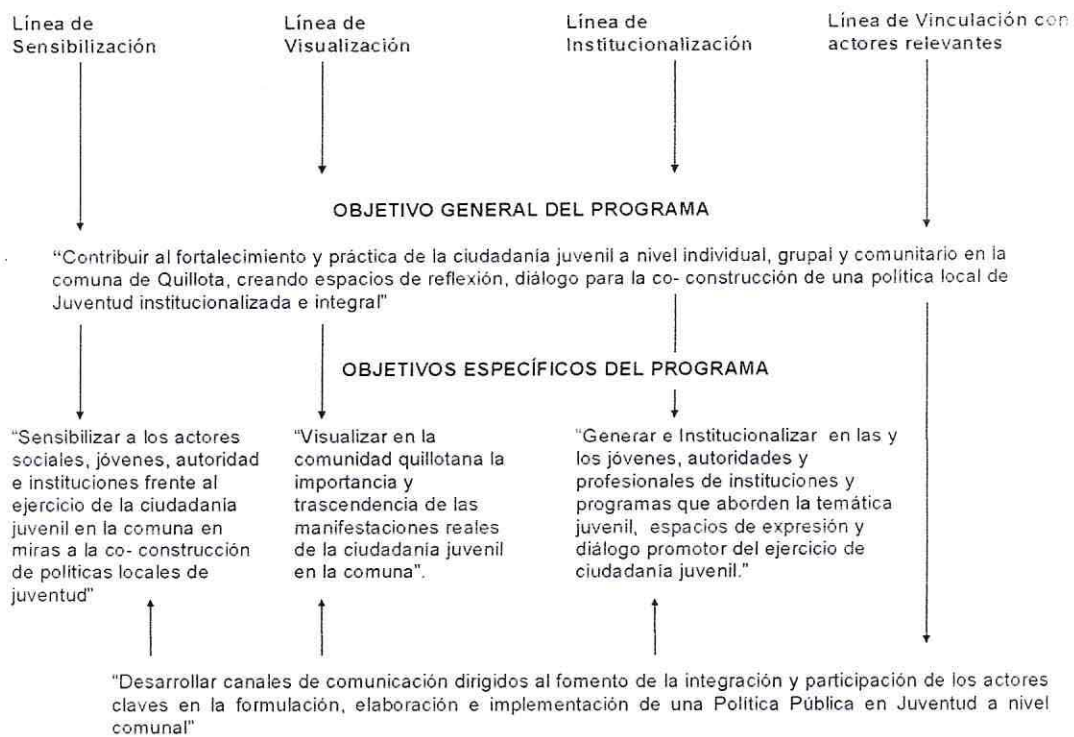 Línea de
Sensibilización
Línea de
Visualización
Línea de
Institucionalización
Línea de Vinculación con
actores relevantes
OBJETIVO GENERAL DEL PROGRAMA
“Contribuir al fortalecimiento y práctica de la ciudadanía juvenil a nivel individual, grupal y comunitario en la
comuna de Quillota, creando espacios de reflexión, diálogo para la co- construcción de una política local de
Juventud institucionalizada e integral”
OBJETIVOS ESPECÍFICOS DEL PROGRAMA
“Sensibilizar a los actores
sociales, jóvenes, autoridad
e instituciones frente al
ejercicio de la ciudadanía
juvenil en la comuna en
miras a la co- construcción
de políticas locales de
juventud”
“Visualizar en la
comunidad quillotana la
importancia y
trascendencia de las
manifestaciones reales
de la ciudadanía juvenil
en la comuna”.
“Generar e Institucionalizar en las y
los jóvenes, autoridades y
profesionales de instituciones y
programas que aborden la temática
juvenil, espacios de expresión y
diálogo promotor del ejercicio de
ciudadanía juvenil.”
“Desarrollar canales de comunicación dirigidos al fomento de la integración y participación de los actores
claves en la formulación, elaboración e implementación de una Política Pública en Juventud a nivel
comunal”